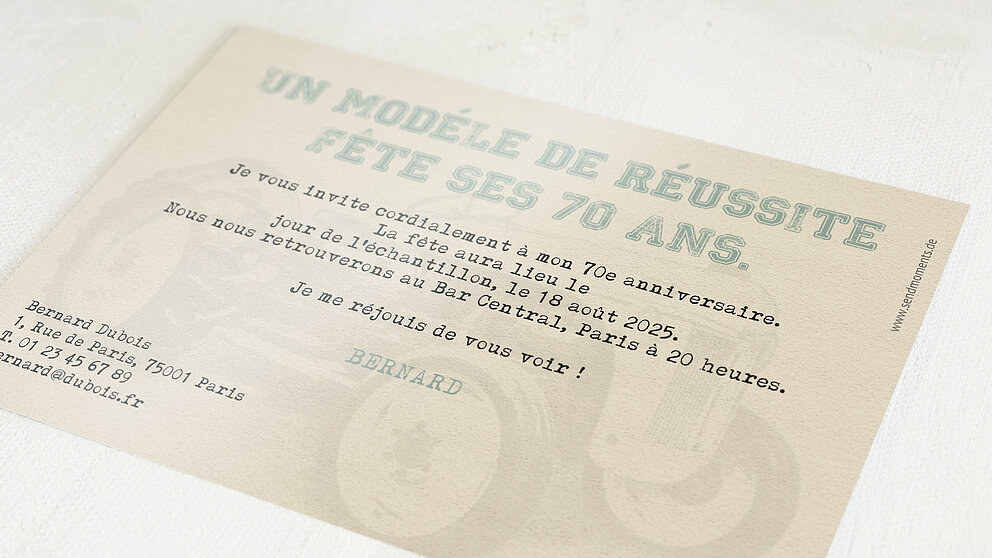 UN MODÉLE DE RÉUSSITE
FÊTE SES 70 ANS.
Je vous invite cordialement à mon 70e anniversaire.
La fête aura lieu le
jour de l'échantillon, le 18 août 2025.
Nous nous retrouverons au Bar Central, Paris à 20 heures.
Je me réjouis de vous voir !
BERNARD
Bernard Dubois
1, Rue de Paris, 75001 Paris
T. 01 23 45 67 89
ernard@dubois.fr
www.sendmoments.de